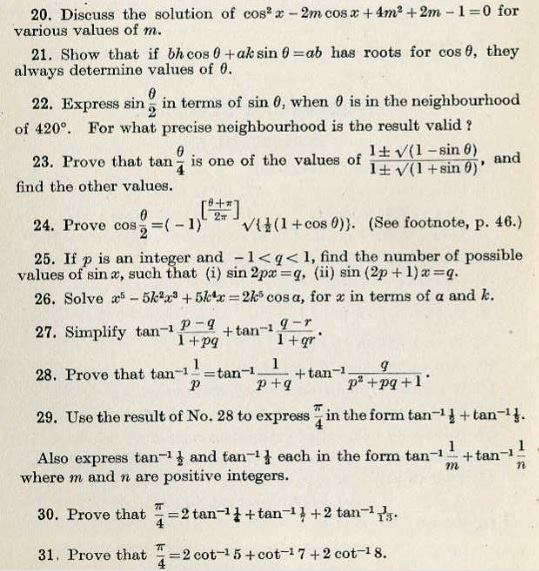 20. Discuss the solution of cos² x − 2m cos x + 4m² + 2m − 1 = 0 for
various values of m.
21. Show that if bh cos θ + ak sin θ = ab has roots for cos θ, they
always determine values of θ.
22. Express sin θ/2 in terms of sin θ, when θ is in the neighbourhood
of 420°. For what precise neighbourhood is the result valid ?
23. Prove that tan θ/4 is one of the values of (1 ± √(1 − sin θ))/(1 ± √(1 + sin θ)), and
find the other values.
24. Prove cos θ/2 = (− 1)^[(θ+π)/2π] √{½(1 + cos θ)}. (See footnote, p. 46.)
25. If p is an integer and − 1 < q < 1, find the number of possible
values of sin x, such that (i) sin 2px = q, (ii) sin (2p + 1) x = q.
26. Solve x⁵ − 5k²x³ + 5k⁴x = 2k⁵ cos a, for x in terms of a and k.
27. Simplify tan⁻¹ (p − q)/(1 + pq) + tan⁻¹ (q − r)/(1 + qr).
28. Prove that tan⁻¹ 1/p = tan⁻¹ 1/(p + q) + tan⁻¹ q/(p² + pq + 1).
29. Use the result of No. 28 to express π/4 in the form tan⁻¹ ½ + tan⁻¹ ⅓.
Also express tan⁻¹ ½ and tan⁻¹ ⅓ each in the form tan⁻¹ 1/m + tan⁻¹ 1/n
where m and n are positive integers.
30. Prove that π/4 = 2 tan⁻¹ ¼ + tan⁻¹ 1/7 + 2 tan⁻¹ 1/13.
31. Prove that π/4 = 2 cot⁻¹ 5 + cot⁻¹ 7 + 2 cot⁻¹ 8.